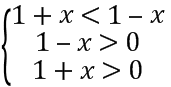 1 + x < 1 – x
1 – x > 0
1 + x > 0